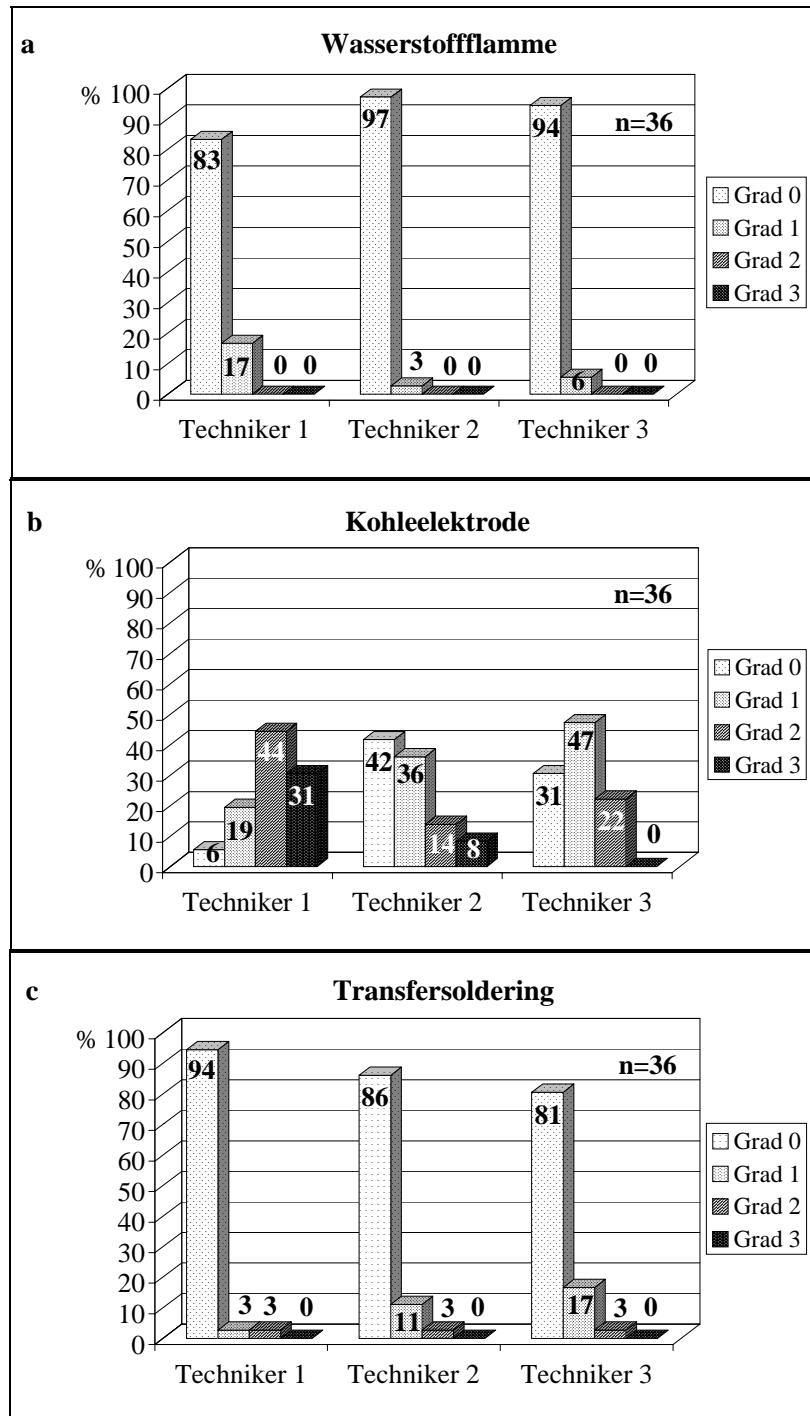 a
Wasserstoffflamme
% 100
90
80
70
60
50
40
30
20
10
0
83
17
0
0
97
3
0
0
94
6
0
0
n=36
Techniker 1 Techniker 2 Techniker 3
Grad 0
Grad 1
Grad 2
Grad 3
b
Kohleelektrode
% 100
90
80
70
60
50
40
30
20
10
0
6
19
44
31
42
36
14
8
31
47
22
0
n=36
Techniker 1 Techniker 2 Techniker 3
Grad 0
Grad 1
Grad 2
Grad 3
c
Transfersoldering
% 100
90
80
70
60
50
40
30
20
10
0
94
3
3
0
86
11
3
0
81
17
3
0
n=36
Techniker 1 Techniker 2 Techniker 3
Grad 0
Grad 1
Grad 2
Grad 3